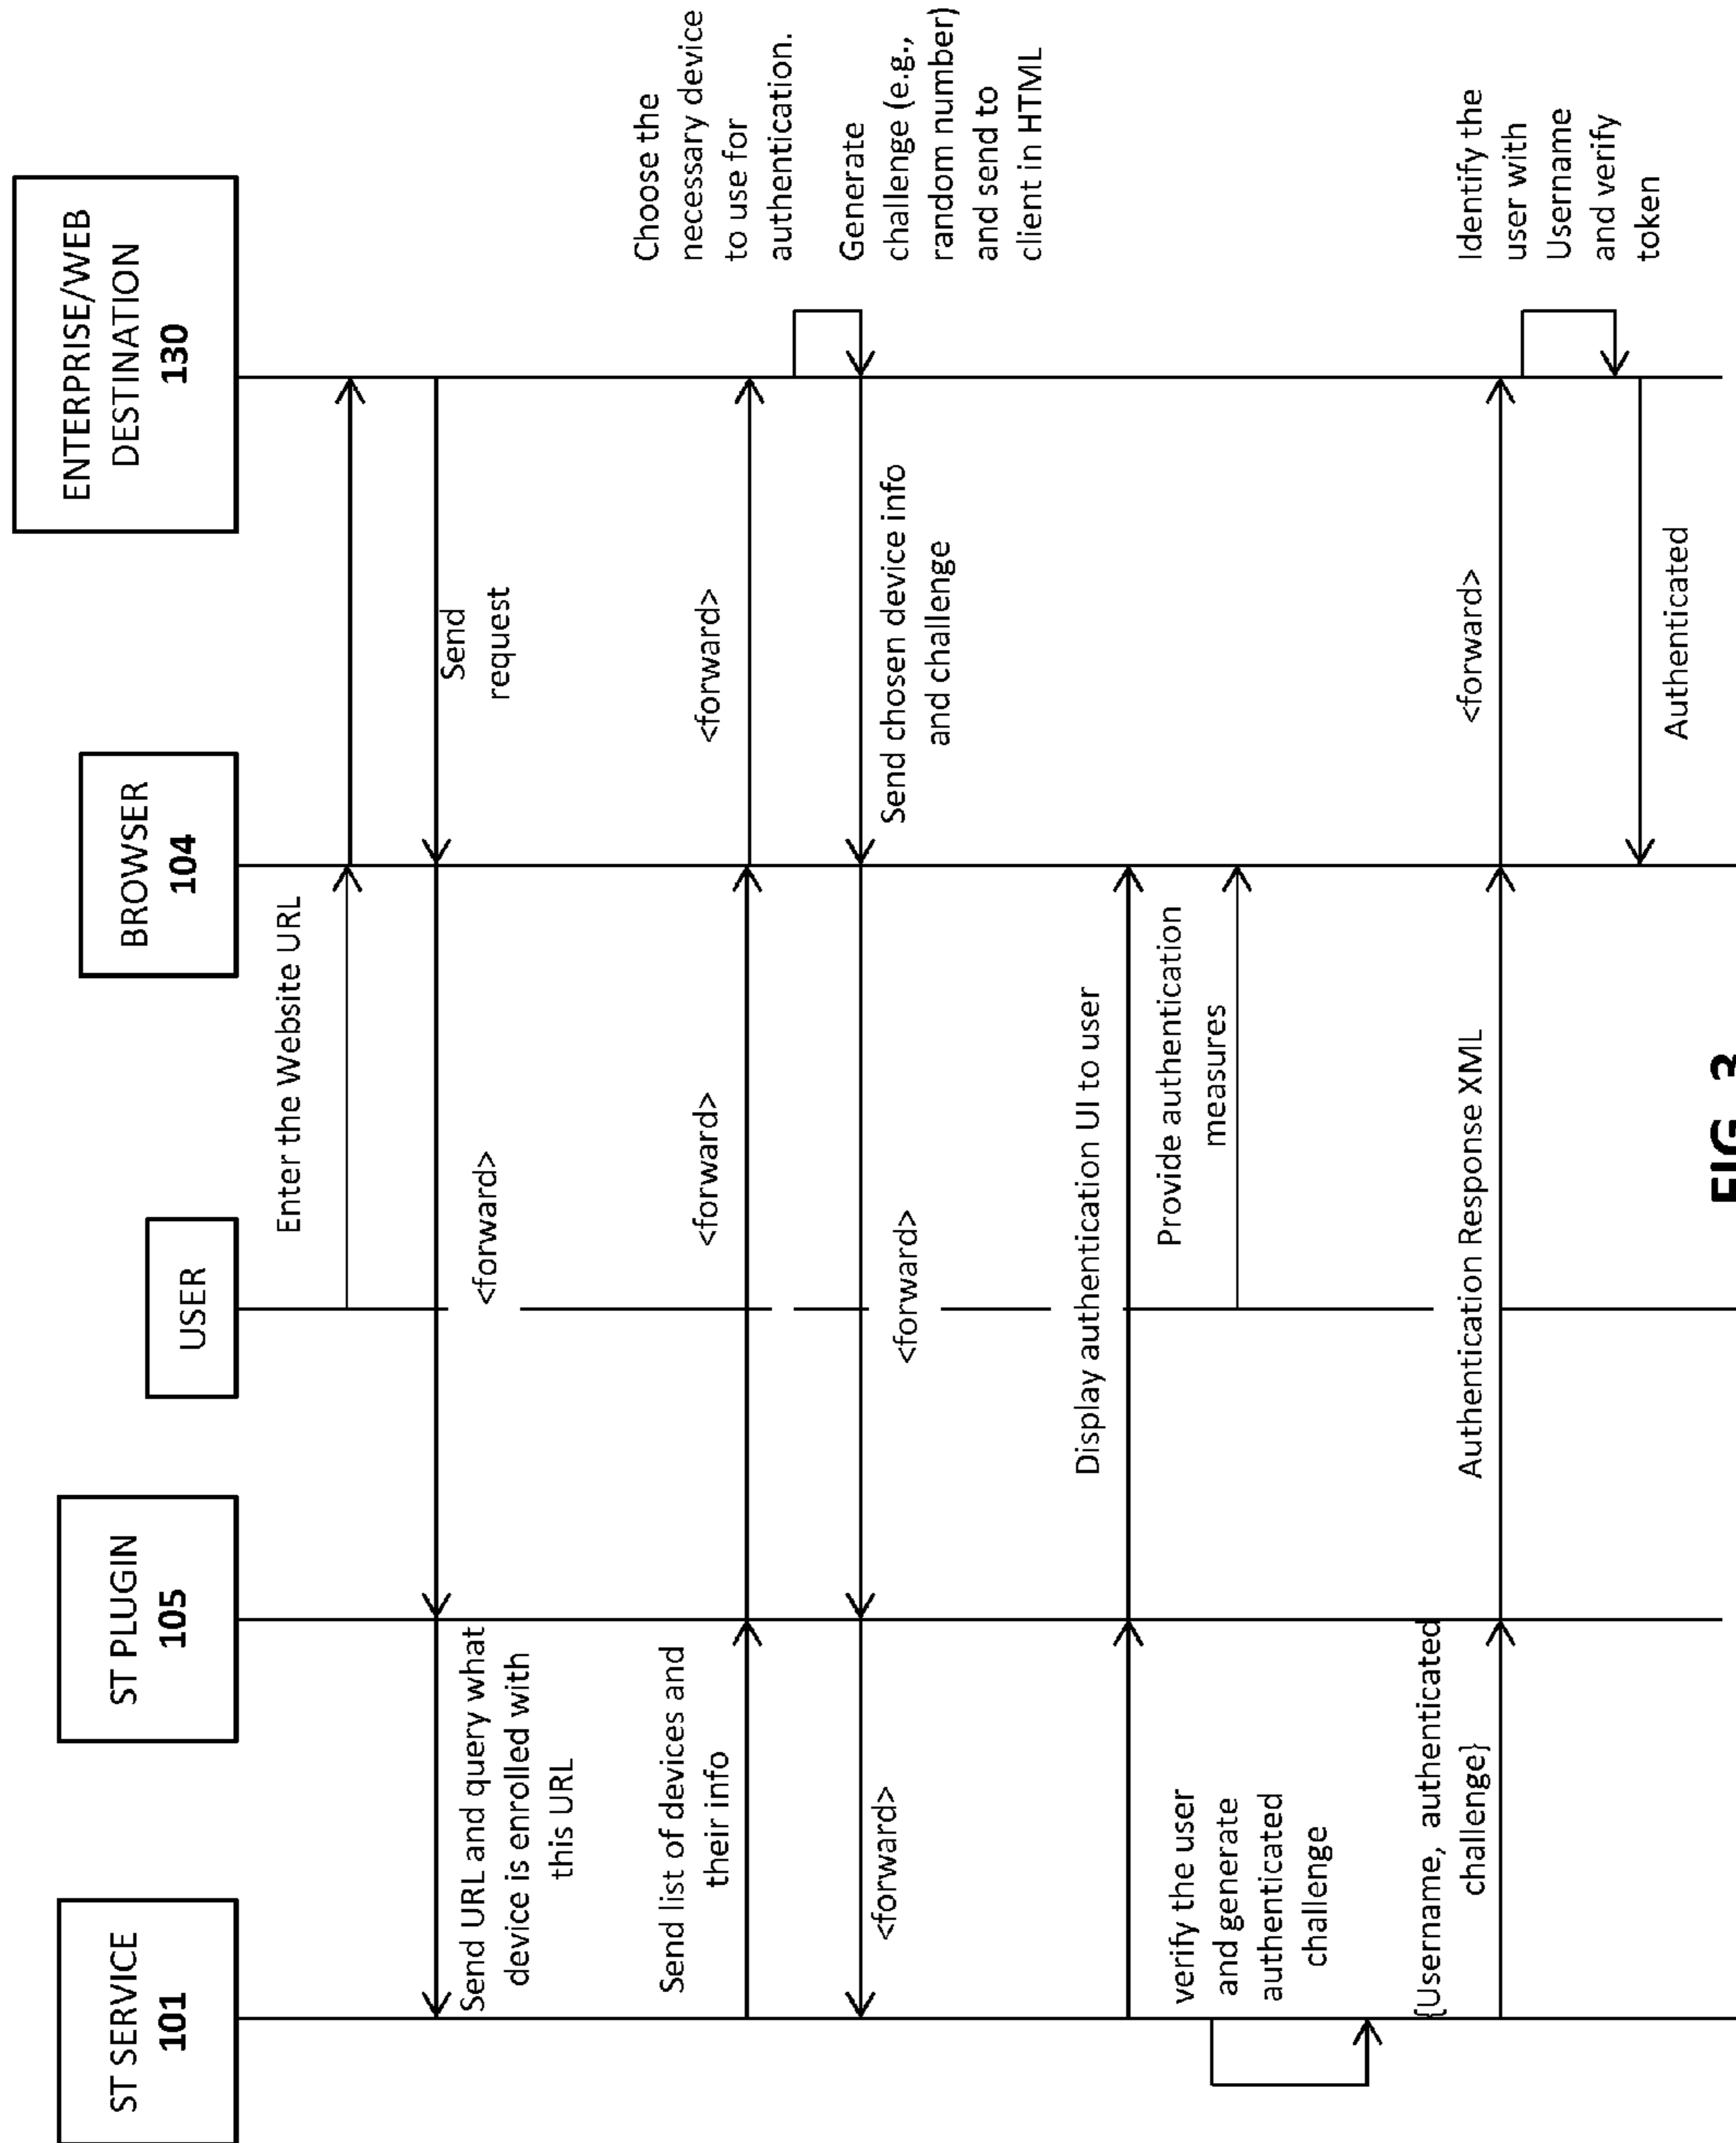 ST SERVICE
101
ST PLUGIN
105
USER
BROWSER
104
ENTERPRISE/WEB
DESTINATION
130
Enter the Website URL
Send
request
<forward>
Send URL and query what
device is enrolled with
this URL
Send list of devices and
their info
<forward>
<forward>
Choose the
necessary device
to use for
authentication.
Generate
challenge (e.g.,
random number)
and send to
client in HTML
Send chosen device info
and challenge
<forward>
<forward>
Display authentication UI to user
Provide authentication
measures
verify the user
and generate
authenticated
challenge
{Username, authenticated
challenge}
Authentication Response XML
<forward>
Identify the
user with
Username
and verify
token
Authenticated
FIG. 3